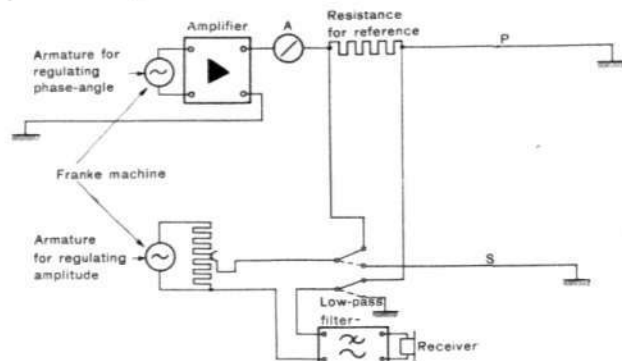 Amplifier
A
Resistance
for reference
P
Armature for
regulating
phase-angle
Franke machine
Armature
for regulating
amplitude
S
Low-pass
filter-
Receiver